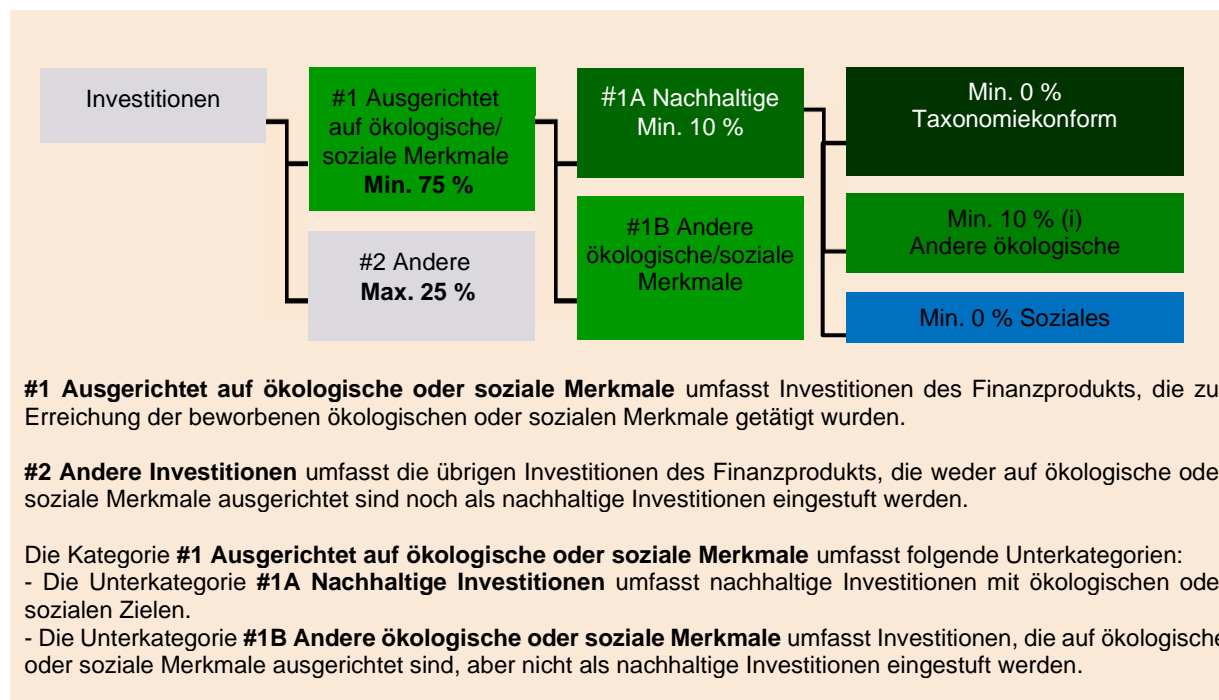 Investitionen
#1 Ausgerichtet
auf ökologische/
soziale Merkmale
Min. 75 %
#2 Andere
Max. 25 %
#1A Nachhaltige
Min. 10 %
#1B Andere
ökologische/soziale
Merkmale
Min. 0 %
Taxonomiekonform
Min. 10 % (i)
Andere ökologische
Min. 0 % Soziales
#1 Ausgerichtet auf ökologische oder soziale Merkmale umfasst Investitionen des Finanzprodukts, die zu
Erreichung der beworbenen ökologischen oder sozialen Merkmale getätigt wurden.
#2 Andere Investitionen umfasst die übrigen Investitionen des Finanzprodukts, die weder auf ökologische ode
soziale Merkmale ausgerichtet sind noch als nachhaltige Investitionen eingestuft werden.
Die Kategorie #1 Ausgerichtet auf ökologische oder soziale Merkmale umfasst folgende Unterkategorien:
- Die Unterkategorie #1A Nachhaltige Investitionen umfasst nachhaltige Investitionen mit ökologischen ode
sozialen Zielen.
- Die Unterkategorie #1B Andere ökologische oder soziale Merkmale umfasst Investitionen, die auf ökologische
oder soziale Merkmale ausgerichtet sind, aber nicht als nachhaltige Investitionen eingestuft werden.